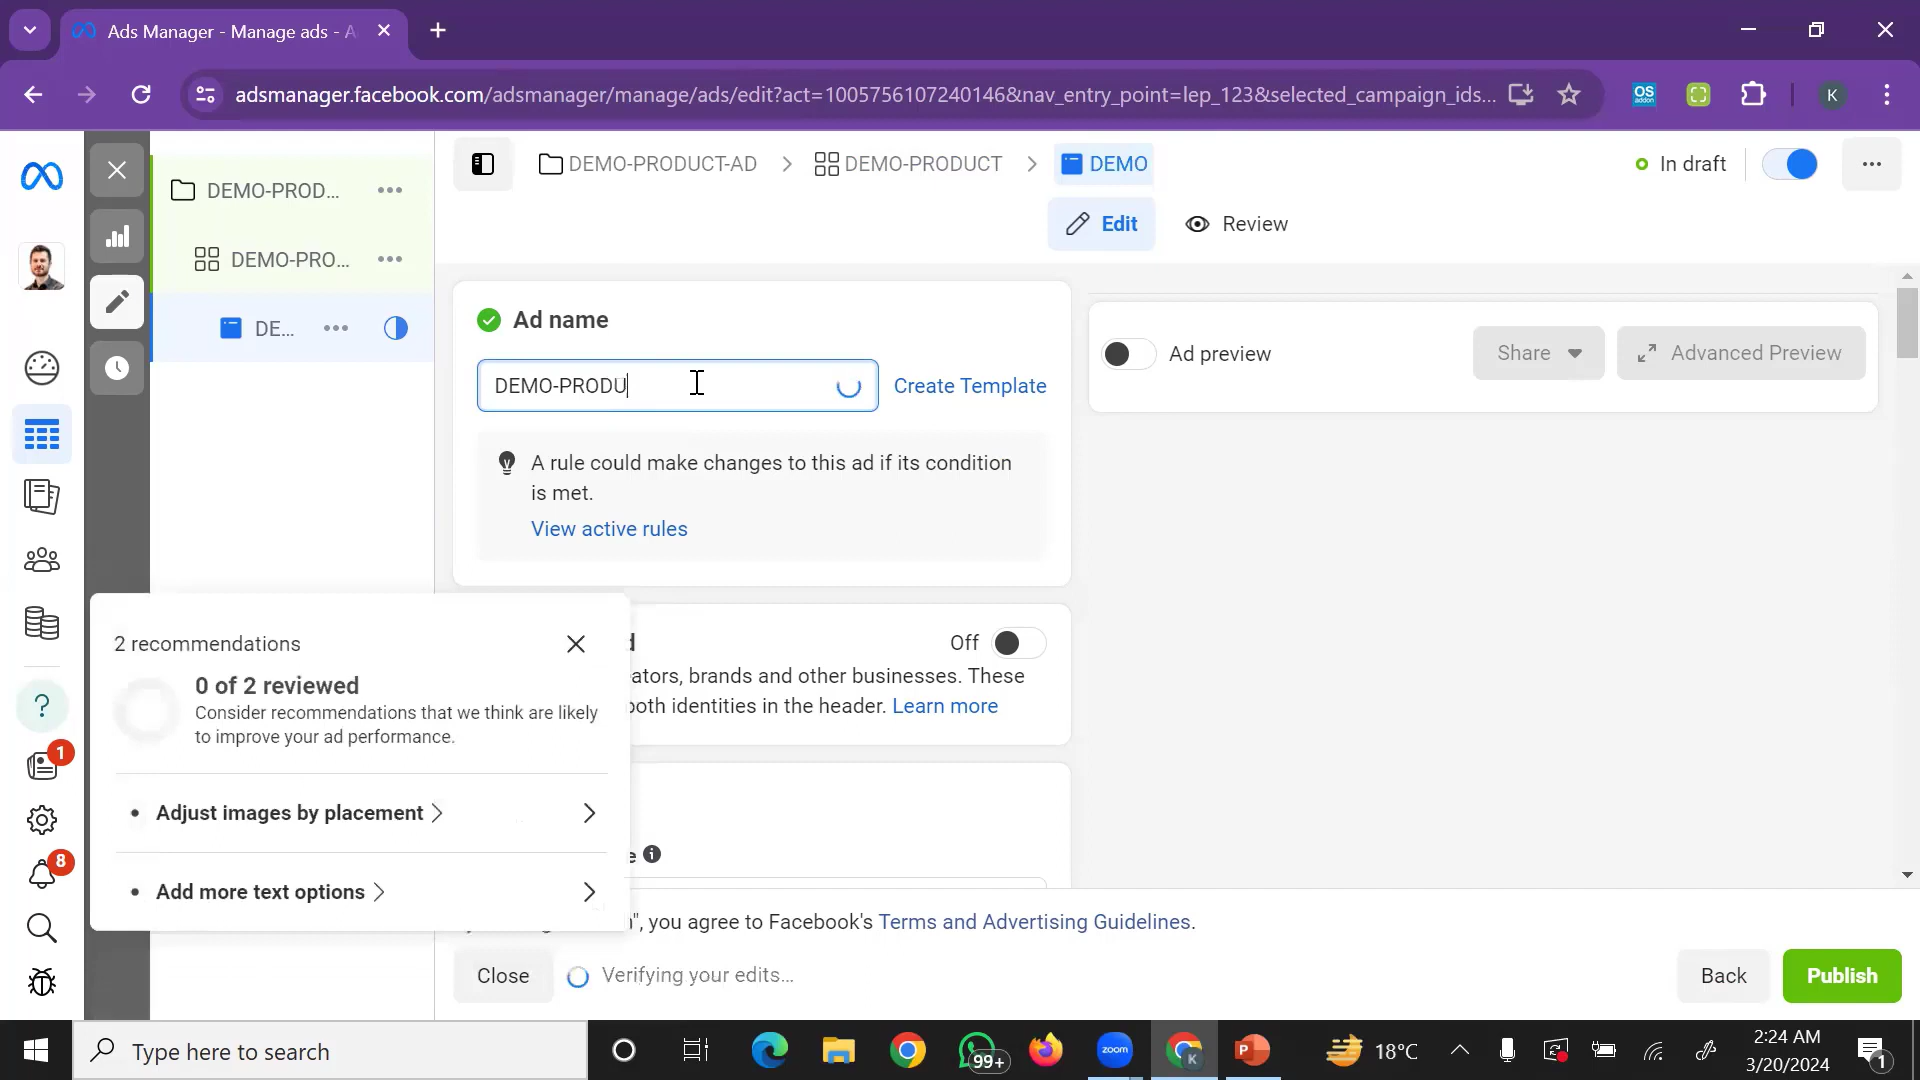 Ads Manager - Manage ads - A
adsmanager.facebook.com/adsmanager/manage/ads/edit?act=1005756107240146&nav_entry_point=lep_123&selected_campaign_ids...
OS
addon
K
DEMO-PROD...
DEMO-PRODUCT-AD
DEMO-PRODUCT
DEMO
In draft
Edit
Review
DEMO-PRO...
DE...
Ad name
DEMO-PRODU
Create Template
A rule could make changes to this ad if its condition
is met.
View active rules
Ad preview
Share
Advanced Preview
2 recommendations
0 of 2 reviewed
Consider recommendations that we think are likely
to improve your ad performance.
Adjust images by placement
Add more text options
Off
ators, brands and other businesses. These
both identities in the header. Learn more
?
1
8
", you agree to Facebook's Terms and Advertising Guidelines.
Close
Verifying your edits...
Back
Publish
Type here to search
99+
zoom
K
P
18°C
2:24 AM
3/20/2024
1